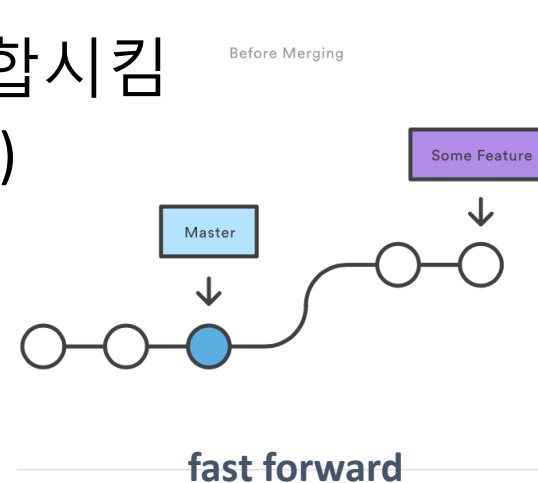 합시킴
)
Before Merging
Some Feature
Master
fast forward